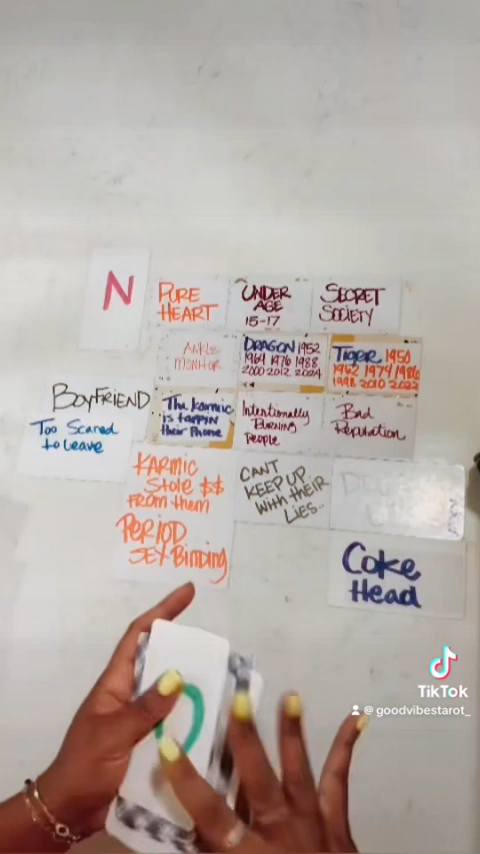 N
PURE
HEART
UNDER
AGE
15-17
SECRET
SOCIETY
ANKLE
MONITOR
DRAGON 1952
1964 1976 1988
2000 2012 2024
TIGER 1950
1962 1974 1986
1998 2010 2022
BOYFRIEND
Too Scared
to Leave
The Karmic
is tappin
their Phone
Intentionally
Burning
People
Bad
Reputation
KARMIC
Stole $$
FROM them
PERIOD
SEX Binding
CANT
KEEP UP
WITH THEIR
LIES..
Coke
Head
TikTok
@goodvibestarot_